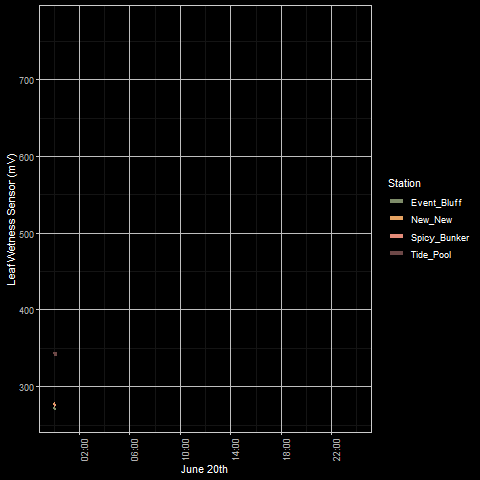 Leaf Wetness Sensor (mV)
700
600
500
400
300
02:00
06:00
10:00
14:00
18:00
22:00
June 20th
Station
Event_Bluff
New_New
Spicy_Bunker
Tide_Pool